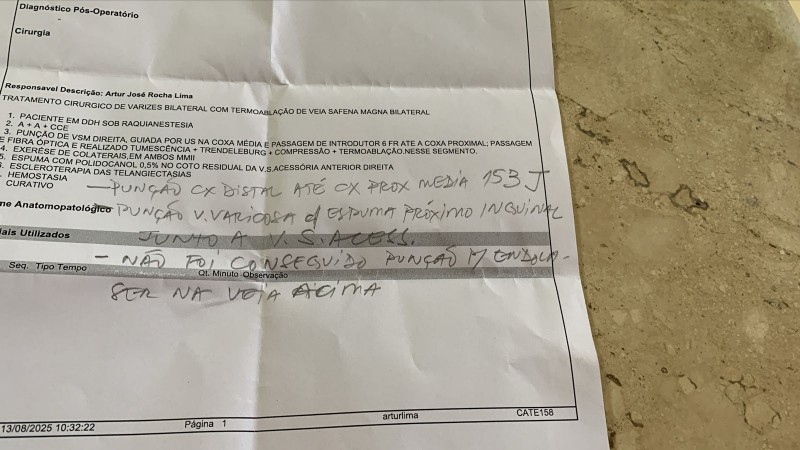 Diagnóstico Pós-Operatório
Cirurgia
Responsavel Descrição: Artur José Rocha Lima
TRATAMENTO CIRURGICO DE VARIZES BILATERAL COM TERMOABLAÇÃO DE VEIA SAFENA MAGNA BILATERAL
1. PACIENTE EM DDH SOB RAQUIANESTESIA
2. A + A + CCE
3. PUNÇÃO DE VSM DIREITA, GUIADA POR US NA COXA MÉDIA E PASSAGEM DE INTRODUTOR 6 FR ATE A COXA PROXIMAL; PASSAGEM
E FIBRA ÓPTICA E REALIZADO TUMESCÊNCIA + TRENDELEBURG + COMPRESSÃO + TERMOABLAÇÃO.NESSE SEGMENTO.
4. EXERÉSE DE COLATERAIS,EM AMBOS MMII
5. ESPUMA COM POLIDOCANOL 0,5% NO COTO RESIDUAL DA V.S.ACESSÓRIA ANTERIOR DIREITA
ESCLEROTERAPIA DAS TELANGIECTASIAS
HEMOSTASIA
CURATIVO
- PUNÇÃO CX DISTAL ATÉ CX PROX MEDIA 153 J
me Anatomopatológico
- PUNÇÃO V. VARICOSA c/ ESPUMA PRÓXIMO INGUINAL
iais Utilizados
JUNTO A V.S. ACESS.
- NÃO FOI CONSEGUIDO PUNÇÃO P/ ENDOLA-
Seq. Tipo Tempo Qt. Minuto Observação
SER NA VEIA ACIMA
13/08/2025 10:32:22 Página 1 arturlima CATE158